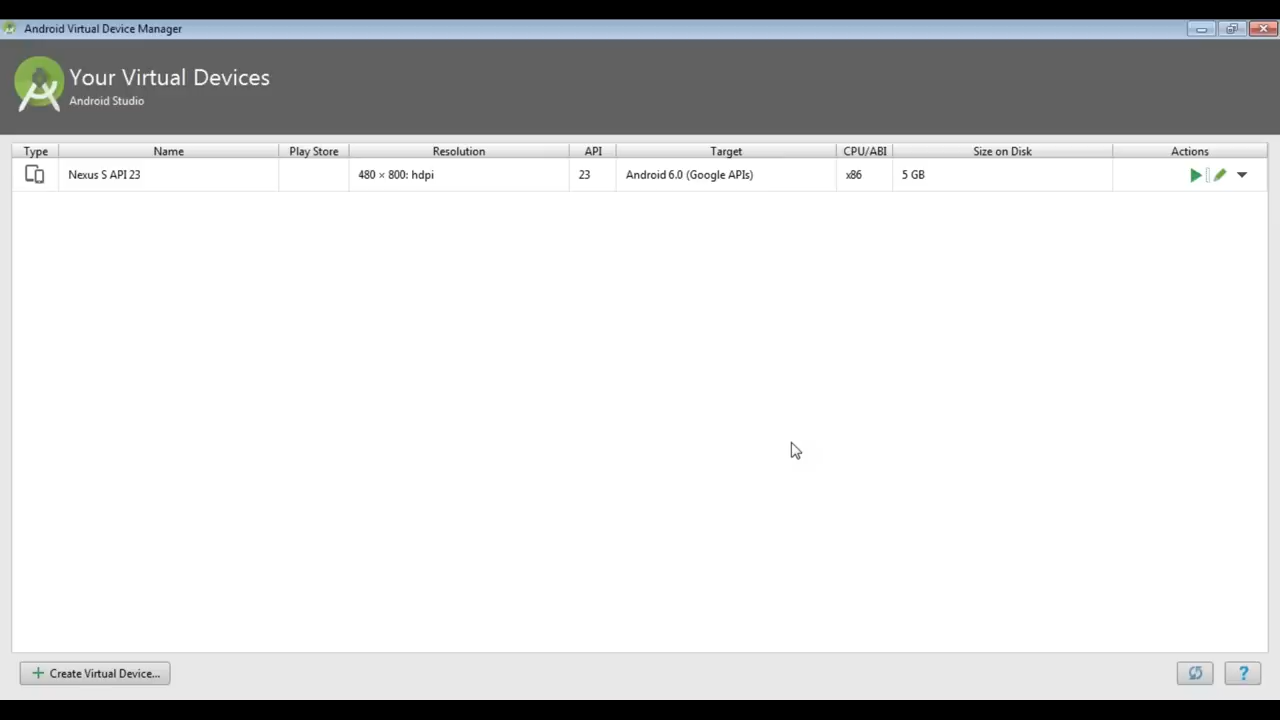 Android Virtual Device Manager
Your Virtual Devices
Android Studio
Type Name Play Store Resolution API Target CPU/ABI Size on Disk Actions
Nexus S API 23 480 × 800: hdpi 23 Android 6.0 (Google APIs) x86 5 GB
Create Virtual Device...
?